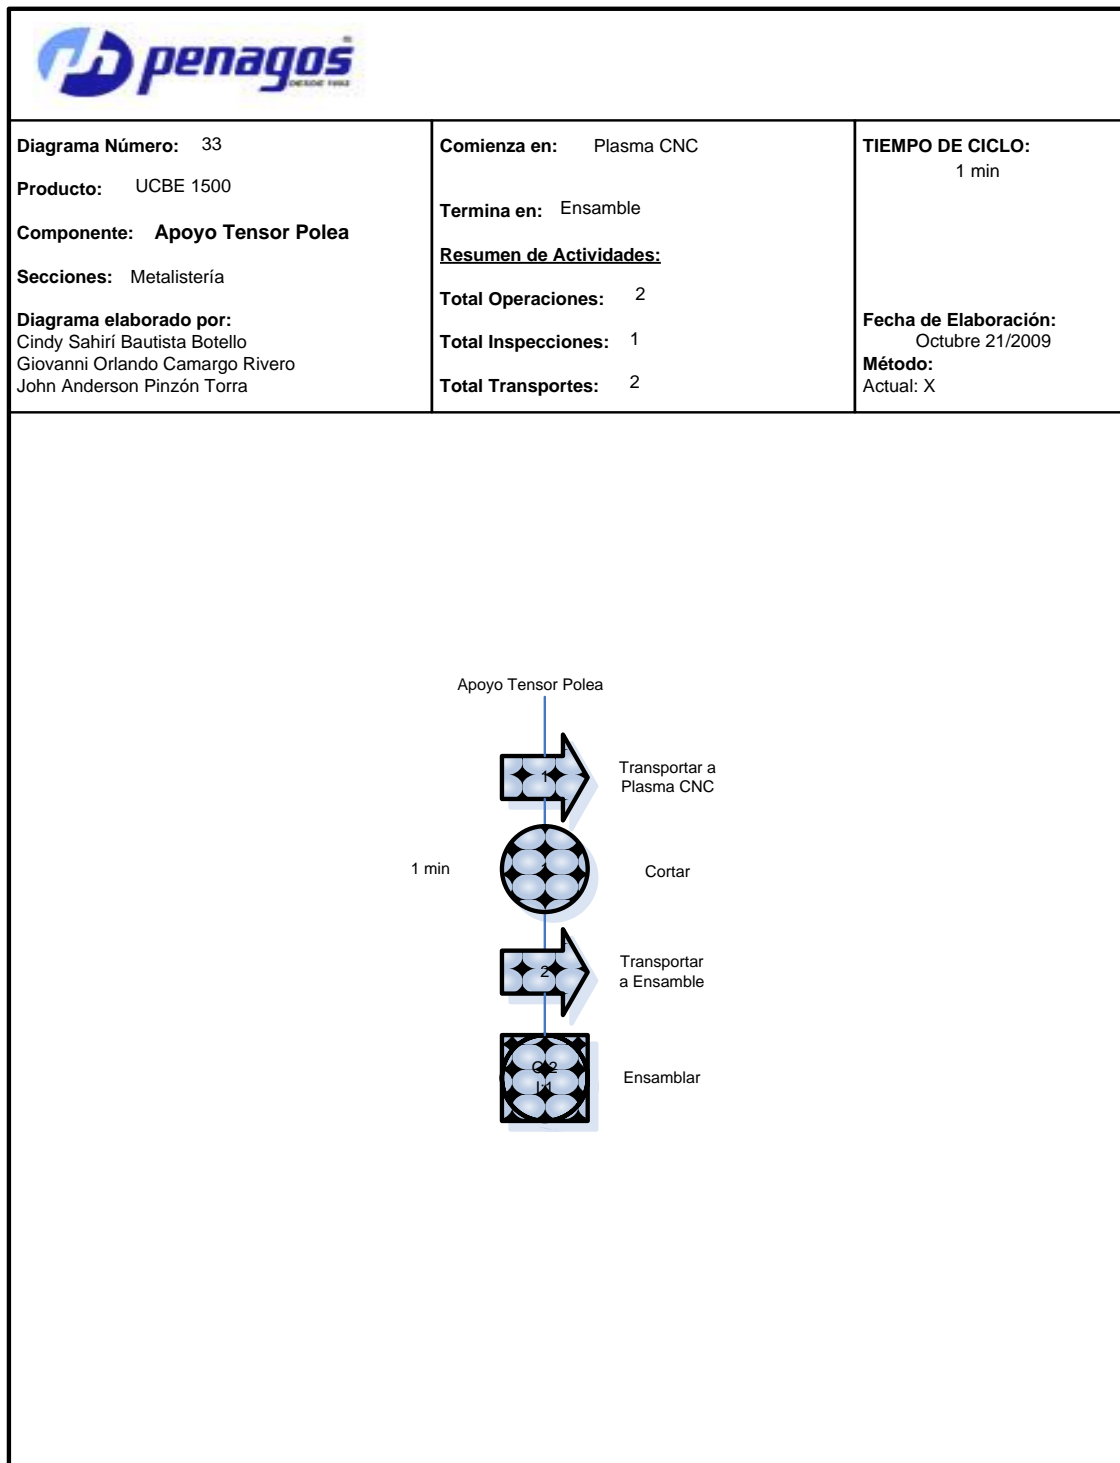 penagos
DESDE 1892
Diagrama Número: 33
Producto: UCBE 1500
Componente: Apoyo Tensor Polea
Secciones: Metalistería
Diagrama elaborado por:
Cindy Sahirí Bautista Botello
Giovanni Orlando Camargo Rivero
John Anderson Pinzón Torra
Comienza en: Plasma CNC
Termina en: Ensamble
Resumen de Actividades:
Total Operaciones: 2
Total Inspecciones: 1
Total Transportes: 2
TIEMPO DE CICLO:
1 min
Fecha de Elaboración:
Octubre 21/2009
Método:
Actual: X
Apoyo Tensor Polea
1
Transportar a
Plasma CNC
1 min
Cortar
2
Transportar
a Ensamble
I:1
Ensamblar